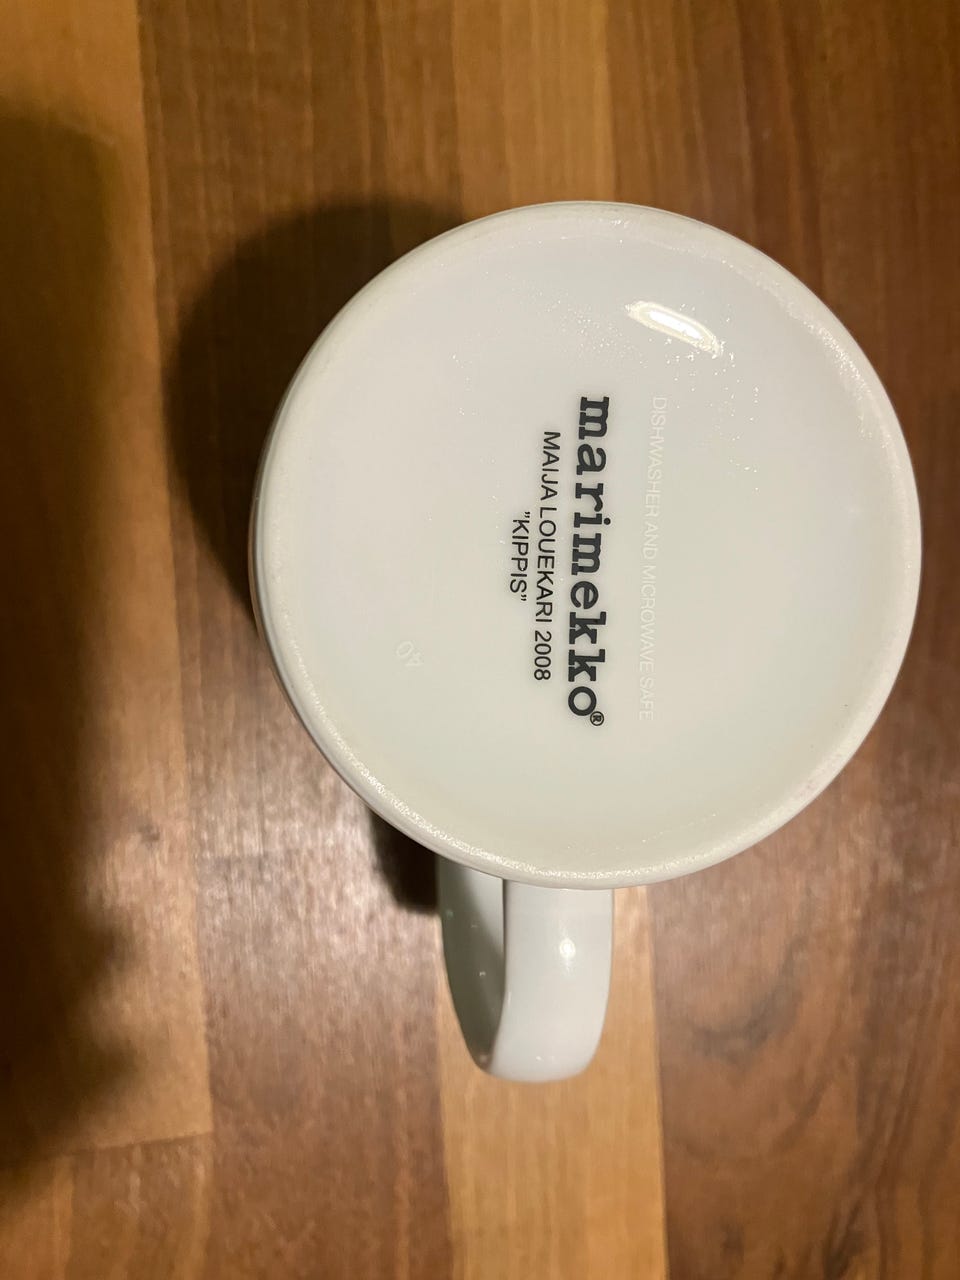 DISHWASHER AND MICROWAVE SAFE
marimekko®
MAIJA LOUEKARI 2008
"KIPPIS"
40